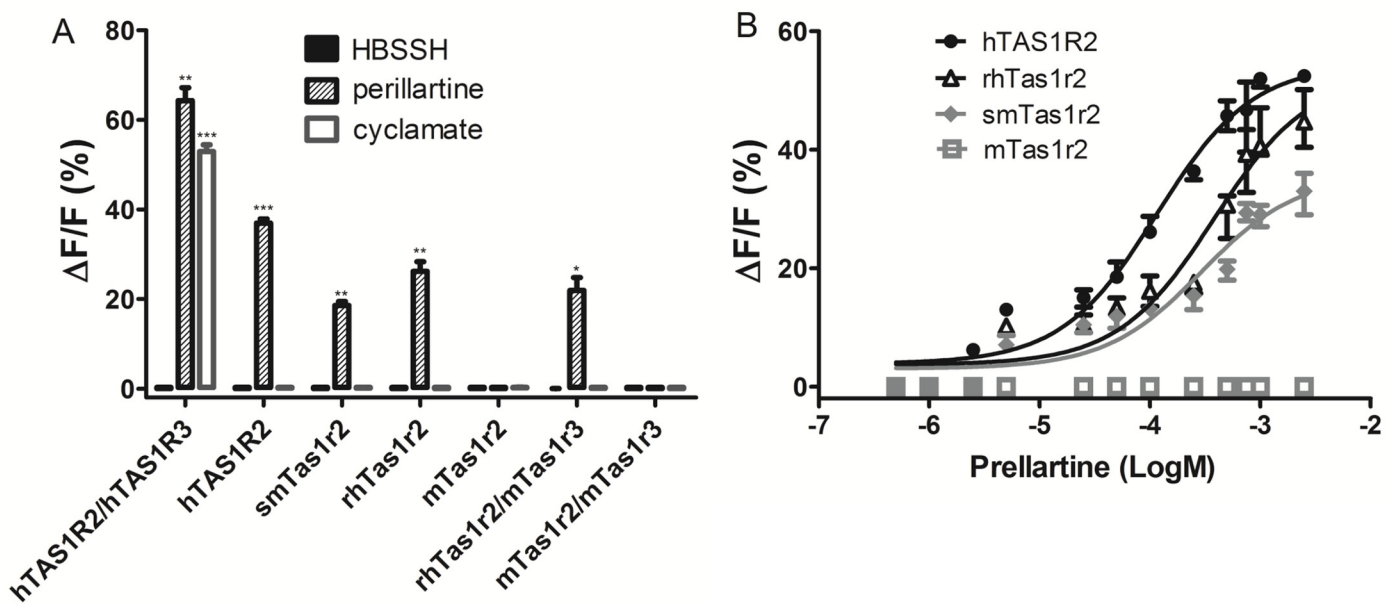 A
80
60
40
20
0
ΔF/F (%)
HBSSH
perillartine
cyclamate
**
***
***
**
**
*
hTAS1R2/hTAS1R3
hTAS1R2
smTas1r2
rhTas1r2
mTas1r2
rhTas1r2/mTas1r3
mTas1r2/mTas1r3
B
60
40
20
0
ΔF/F (%)
hTAS1R2
rhTas1r2
smTas1r2
mTas1r2
-7 -6 -5 -4 -3 -2
Prellartine (LogM)